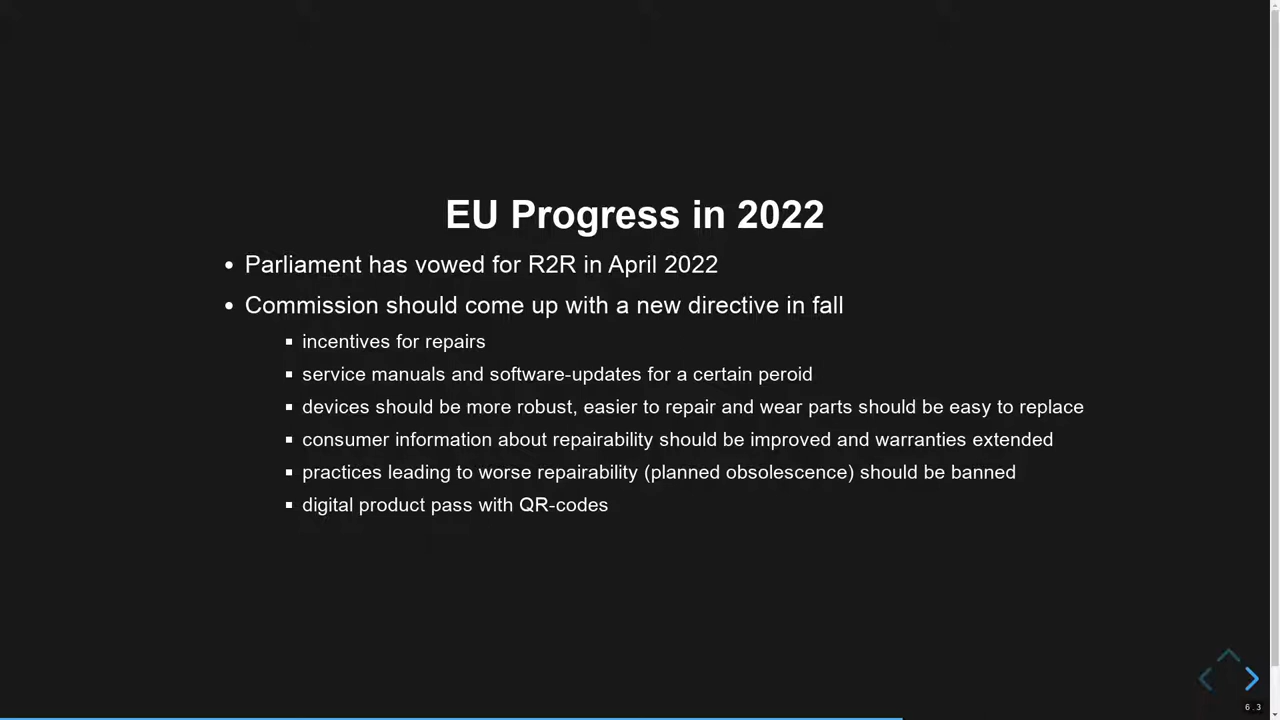 EU Progress in 2022
Parliament has vowed for R2R in April 2022
Commission should come up with a new directive in fall
incentives for repairs
service manuals and software-updates for a certain peroid
devices should be more robust, easier to repair and wear parts should be easy to replace
consumer information about repairability should be improved and warranties extended
practices leading to worse repairability (planned obsolescence) should be banned
digital product pass with QR-codes
6.3